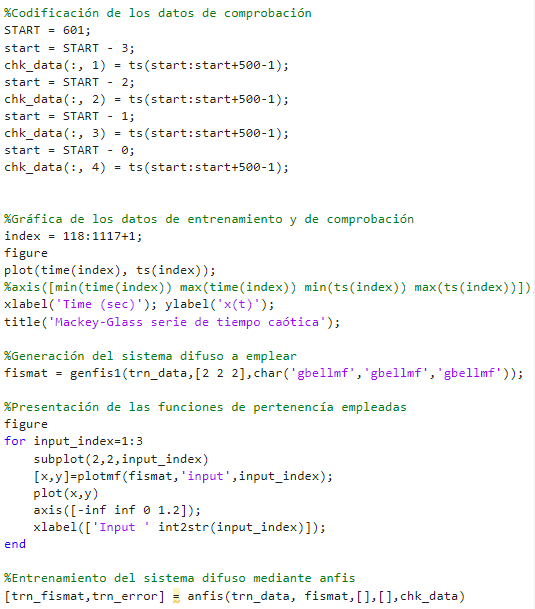 %Codificación de los datos de comprobación
START = 601;
start = START - 3;
chk_data(:, 1) = ts(start:start+500-1);
start = START - 2;
chk_data(:, 2) = ts(start:start+500-1);
start = START - 1;
chk_data(:, 3) = ts(start:start+500-1);
start = START - 0;
chk_data(:, 4) = ts(start:start+500-1);
%Gráfica de los datos de entrenamiento y de comprobación
index = 118:1117+1;
figure
plot(time(index), ts(index));
%axis([min(time(index)) max(time(index)) min(ts(index)) max(ts(index))])
xlabel('Time (sec)'); ylabel('x(t)');
title('Mackey-Glass serie de tiempo caótica');
%Generación del sistema difuso a emplear
fismat = genfis1(trn_data,[2 2 2],char('gbellmf','gbellmf','gbellmf'));
%Presentación de las funciones de pertenencía empleadas
figure
for input_index=1:3
    subplot(2,2,input_index)
    [x,y]=plotmf(fismat,'input',input_index);
    plot(x,y)
    axis([-inf inf 0 1.2]);
    xlabel(['Input ' int2str(input_index)]);
end
%Entrenamiento del sistema difuso mediante anfis
[trn_fismat,trn_error] = anfis(trn_data, fismat,[],[],chk_data)